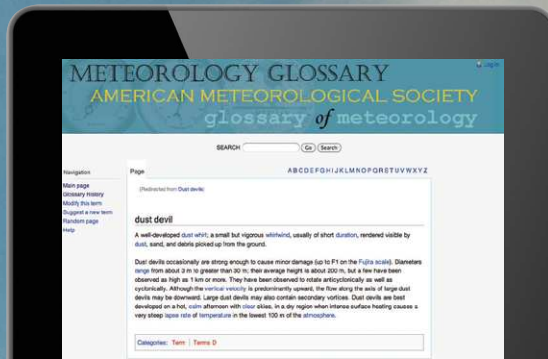 Log in
METEOROLOGY GLOSSARY
AMERICAN METEOROLOGICAL SOCIETY
glossary of meteorology
SEARCH Go Search
Navigation
Main page
Glossary History
Modify this term
Suggest a new term
Random page
Help
Page
A B C D E F G H I J K L M N O P Q R S T U V W X Y Z
(Redirected from Dust devils)
dust devil
A well-developed dust whirl; a small but vigorous whirlwind, usually of short duration, rendered visible by
dust, sand, and debris picked up from the ground.
Dust devils occasionally are strong enough to cause minor damage (up to F1 on the Fujita scale). Diameters
range from about 3 m to greater than 30 m; their average height is about 200 m, but a few have been
observed as high as 1 km or more. They have been observed to rotate anticyclonically as well as
cyclonically. Although the vertical velocity is predominantly upward, the flow along the axis of large dust
devils may be downward. Large dust devils may also contain secondary vortices. Dust devils are best
developed on a hot, calm afternoon with clear skies, in a dry region when intense surface heating causes a
very steep lapse rate of temperature in the lowest 100 m of the atmosphere.
Categories: Term | Terms D